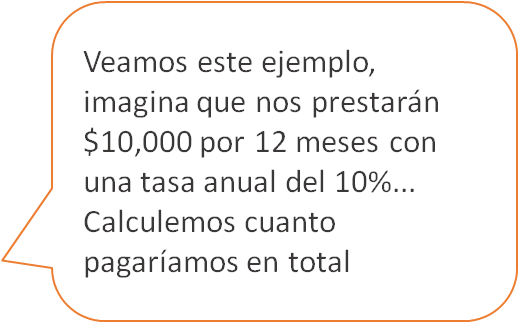 Veamos este ejemplo,
imagina que nos prestarán
$10,000 por 12 meses con
una tasa anual del 10%...
Calculemos cuanto
pagaríamos en total